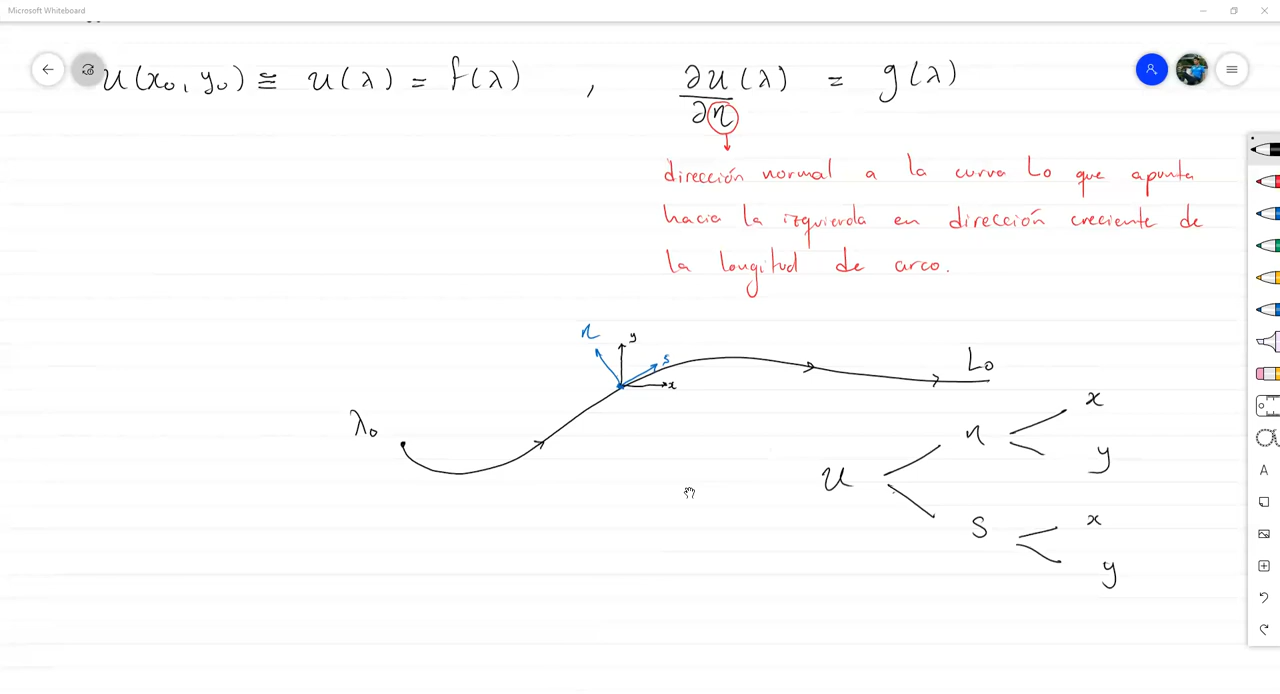 Microsoft Whiteboard
u(x₀, y₀) ≅ u(λ) = f(λ) , ∂u/∂n (λ) = g(λ)
dirección normal a la curva Lo que apunta
hacia la izquierda en dirección creciente de
la longitud de arco.
n
y
s
x
L₀
λ₀
x
n
y
u
x
s
y
A